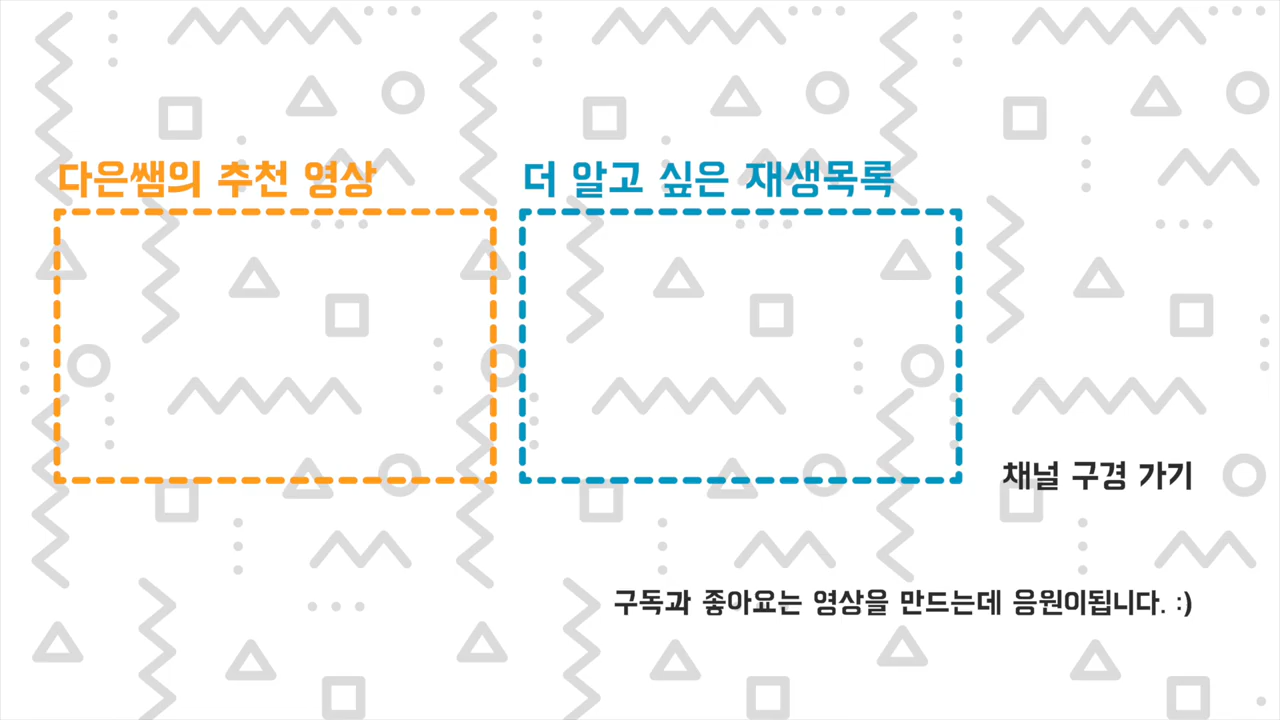 다은쌤의 추천 영상
더 알고 싶은 재생목록
채널 구경 가기
구독과 좋아요는 영상을 만드는데 응원이됩니다. :)